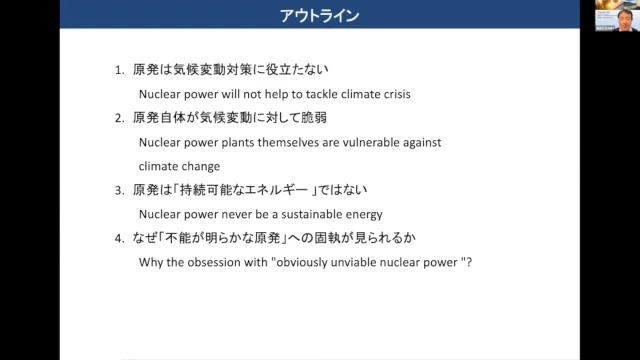 アウトライン
1. 原発は気候変動対策に役立たない
Nuclear power will not help to tackle climate crisis
2. 原発自体が気候変動に対して脆弱
Nuclear power plants themselves are vulnerable against
climate change
3. 原発は「持続可能なエネルギー 」ではない
Nuclear power never be a sustainable energy
4. なぜ「不能が明らかな原発」への固執が見られるか
Why the obsession with "obviously unviable nuclear power "?